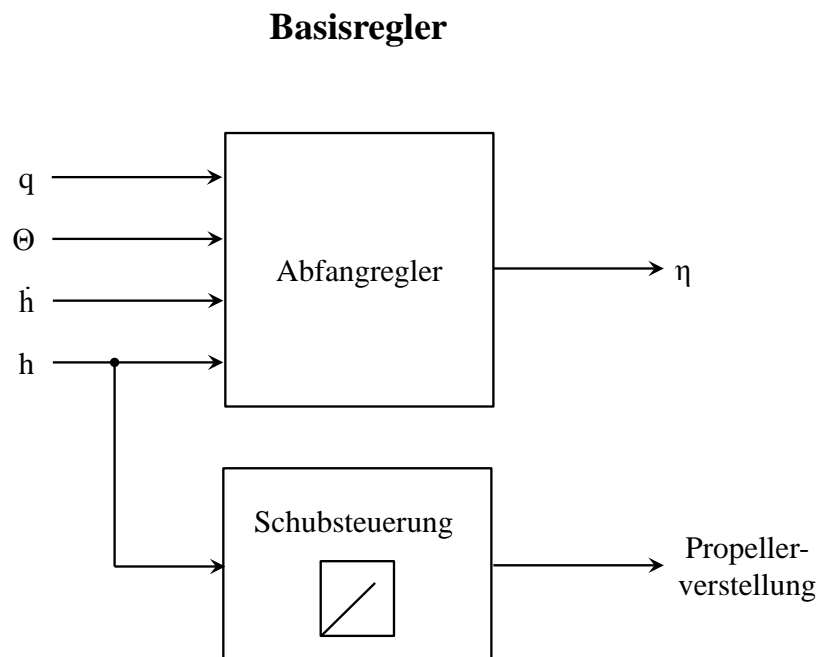 Basisregler
q
Θ
ḣ
h
Abfangregler
η
Schubsteuerung
Propeller-
verstellung